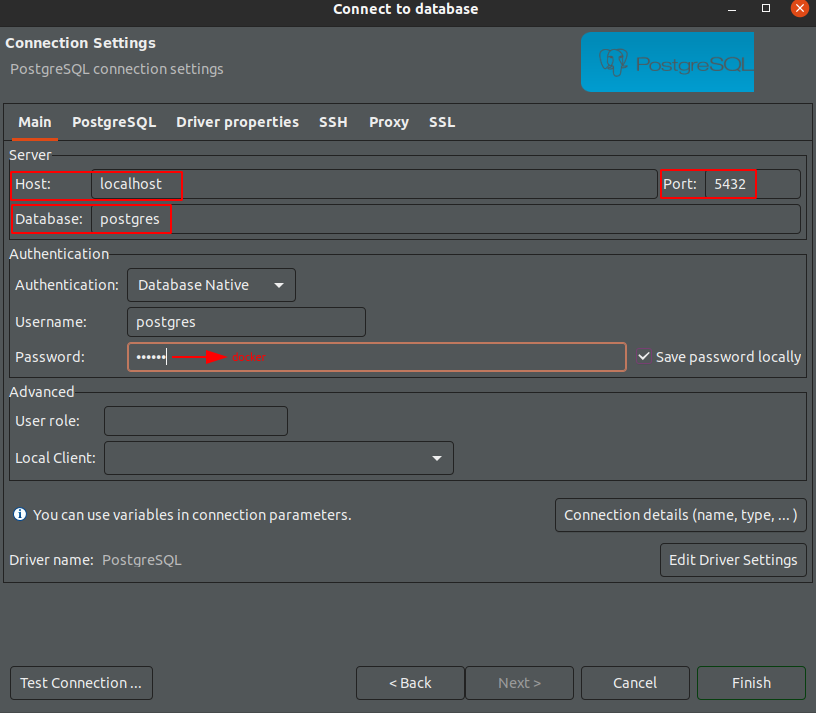 Connect to database
Connection Settings
PostgreSQL connection settings
PostgreSQL
Main PostgreSQL Driver properties SSH Proxy SSL
Server
Host: localhost Port: 5432
Database: postgres
Authentication
Authentication: Database Native
Username: postgres
Password: •••••• Save password locally
Advanced
User role:
Local Client:
You can use variables in connection parameters. Connection details (name, type, ... )
Driver name: PostgreSQL Edit Driver Settings
Test Connection ... < Back Next > Cancel Finish